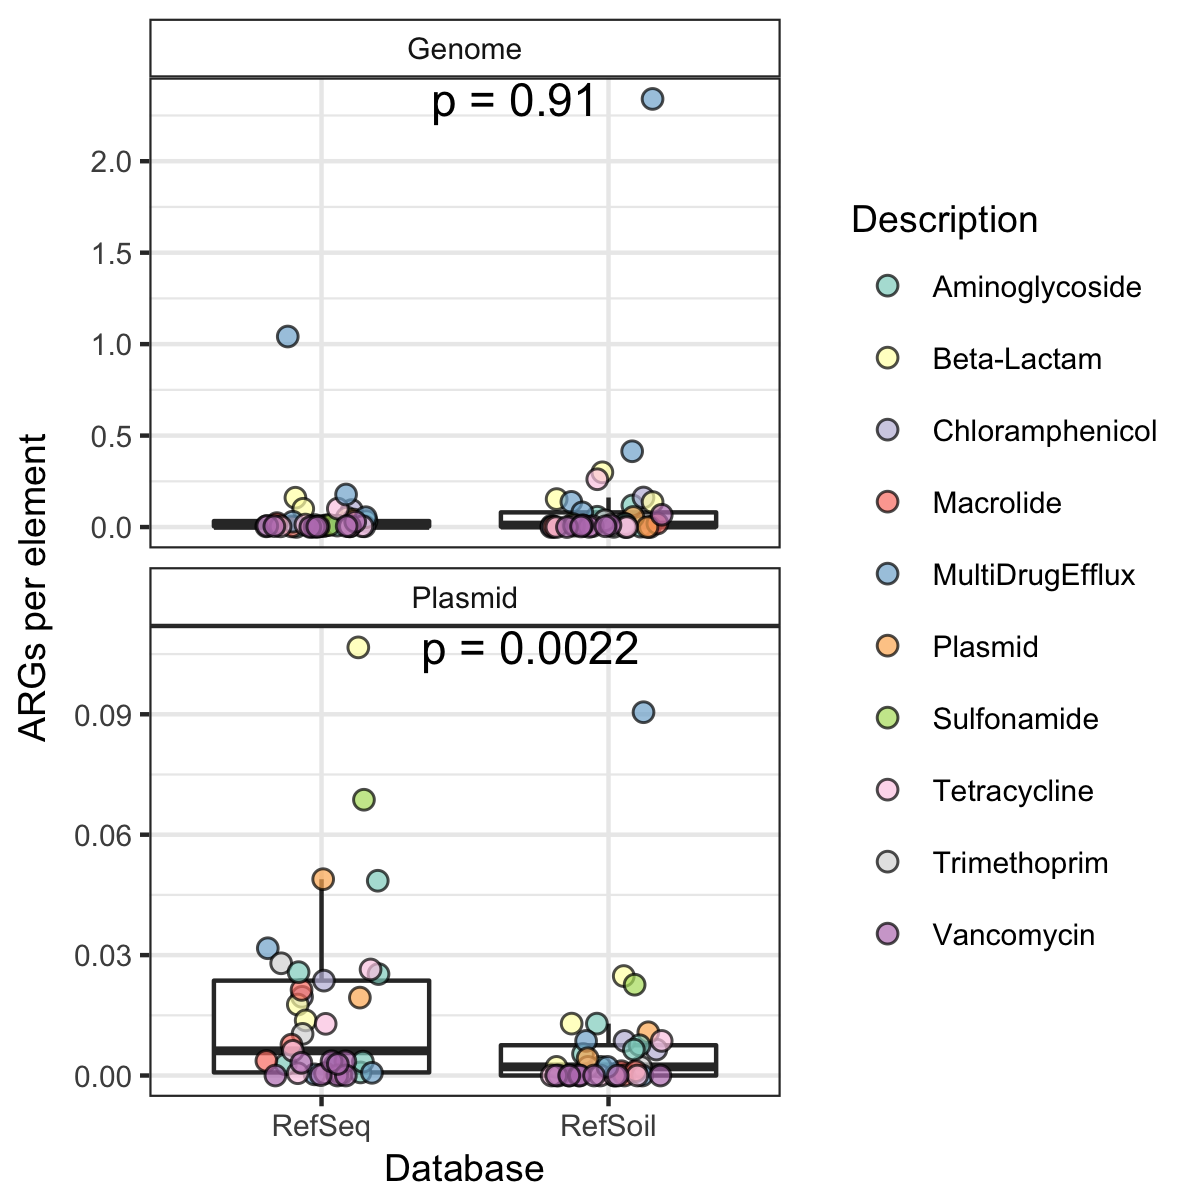 Genome
p = 0.91
2.0
1.5
1.0
0.5
0.0
Plasmid
p = 0.0022
0.09
0.06
0.03
0.00
ARGs per element
RefSeq
RefSoil
Database
Description
Aminoglycoside
Beta-Lactam
Chloramphenicol
Macrolide
MultiDrugEfflux
Plasmid
Sulfonamide
Tetracycline
Trimethoprim
Vancomycin